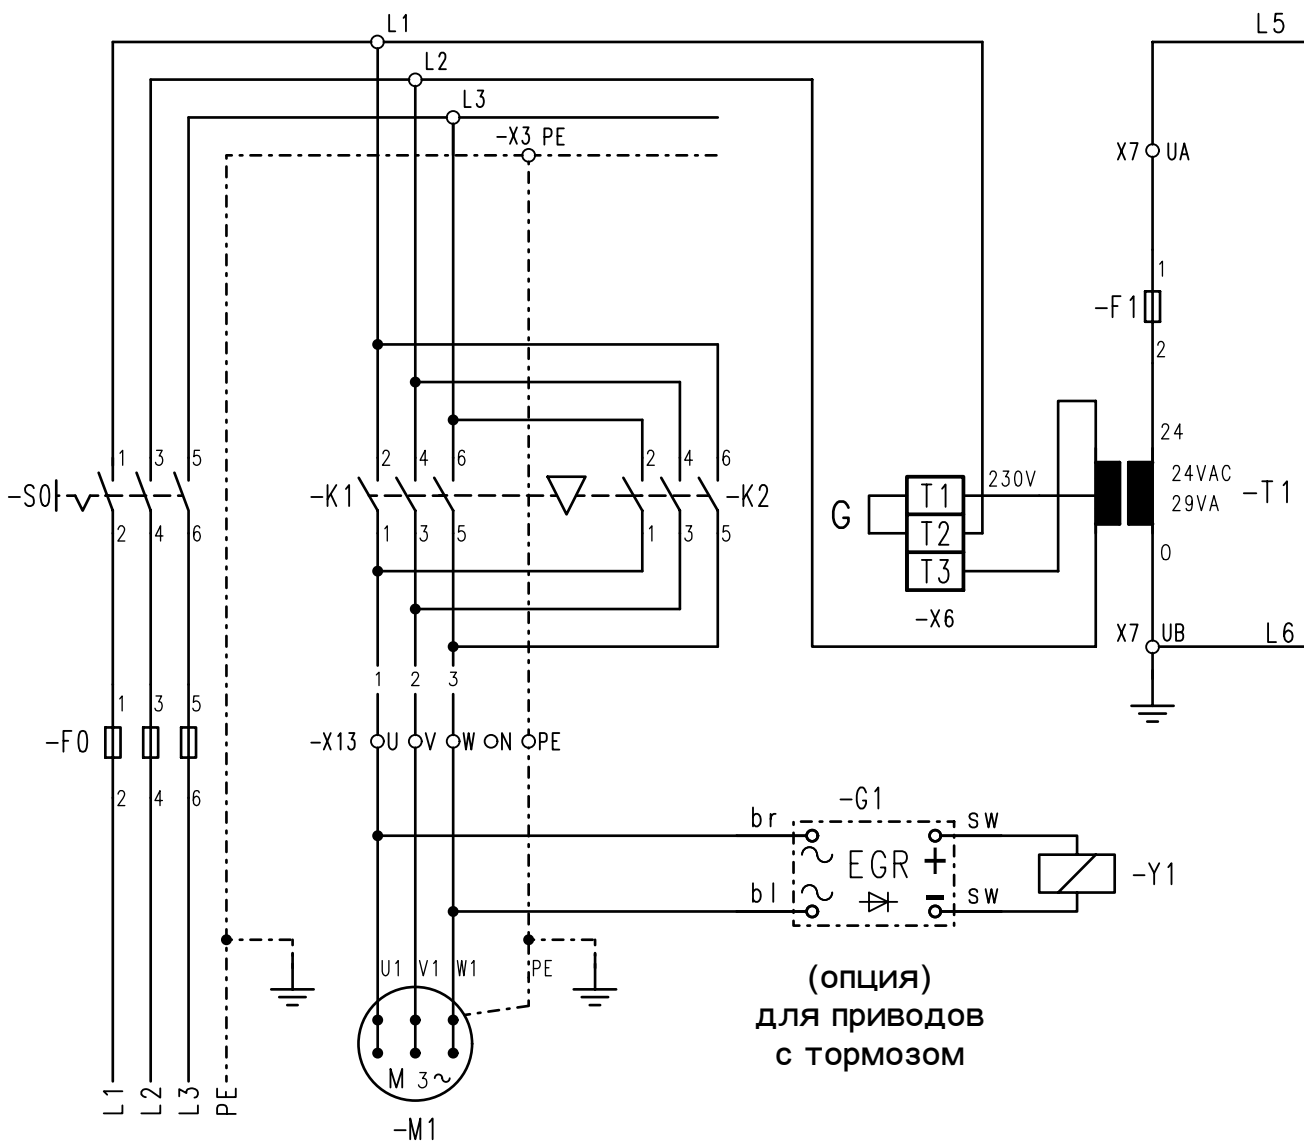 L1
L5
L2
L3
-X3 PE
X7 UA
1
-F1
2
24
1 3 5
2 4 6
2 4 6
-S0
-K1
-K2
230V
T1
24VAC
-T1
29VA
G
T2
2 4 6
1 3 5
1 3 5
0
T3
-X6
X7 UB
L6
1 2 3
1 3 5
-F0
-X13 U V W N PE
2 4 6
-G1
br
sw
EGR
+
-Y1
bl
-
sw
U1 V1 W1 PE
(опция)
для приводов
с тормозом
M 3~
L1 L2 L3 PE
-M1